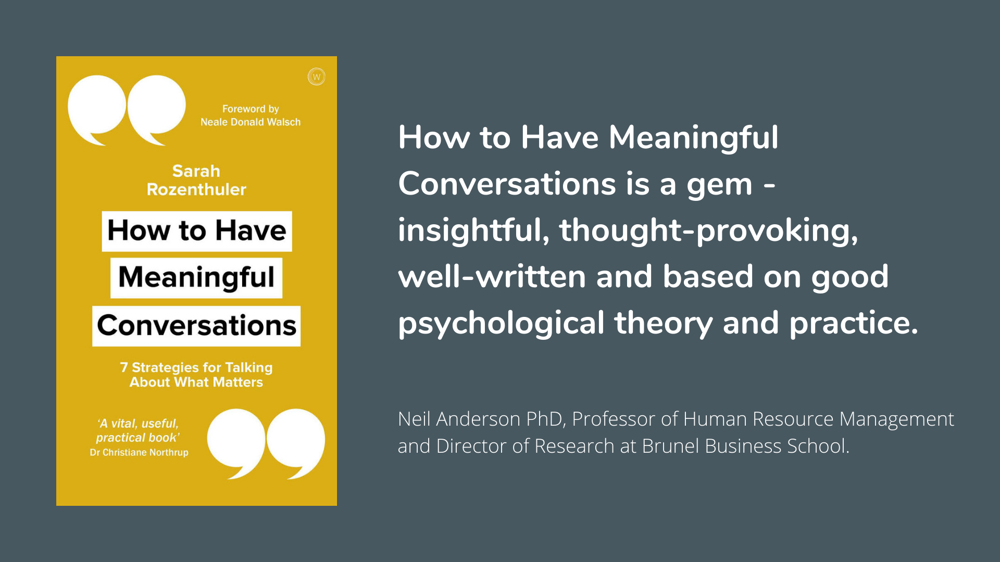 W
Foreword by
Neale Donald Walsch
Sarah
Rozenthuler
How to Have
Meaningful
Conversations
7 Strategies for Talking
About What Matters
‘A vital, useful,
practical book’
Dr Christiane Northrup
How to Have Meaningful
Conversations is a gem -
insightful, thought-provoking,
well-written and based on good
psychological theory and practice.
Neil Anderson PhD, Professor of Human Resource Management
and Director of Research at Brunel Business School.